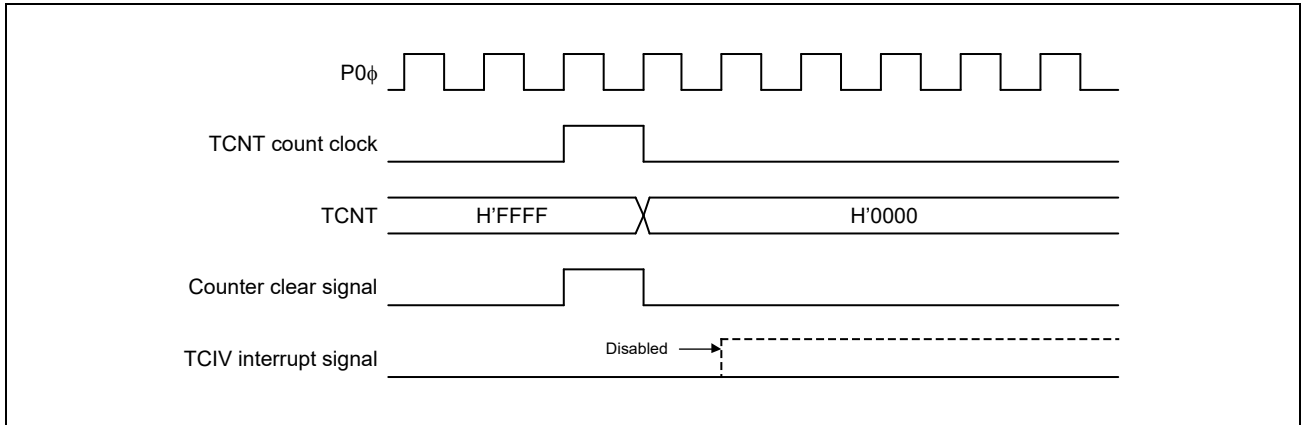 P0ϕ
TCNT count clock
TCNT H'FFFF H'0000
Counter clear signal
TCIV interrupt signal Disabled